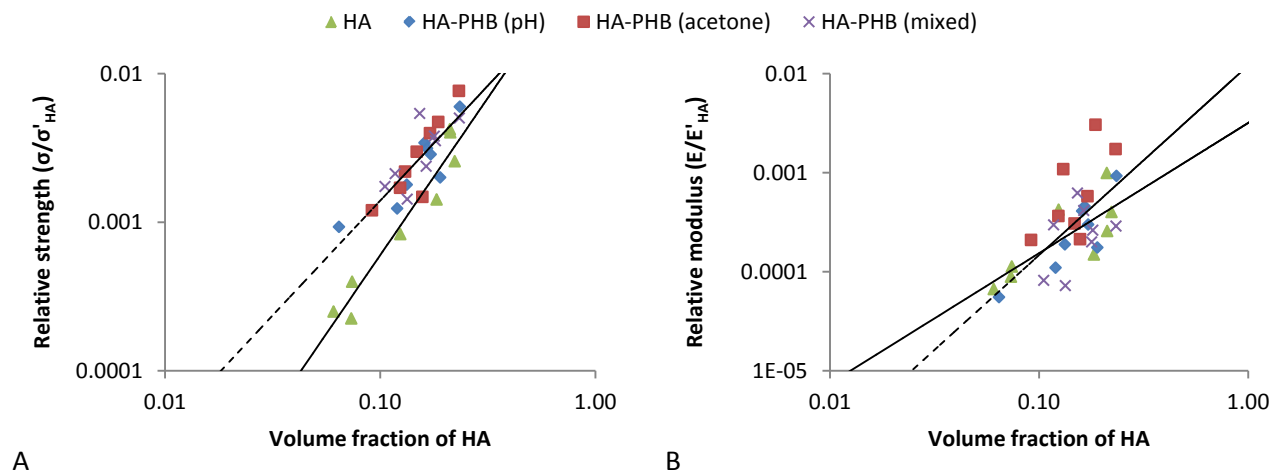 HA HA-PHB (pH) HA-PHB (acetone) HA-PHB (mixed)
Relative strength (σ/σ'HA)
0.01
0.001
0.0001
0.01 0.10 1.00
Volume fraction of HA
A
Relative modulus (E/E'HA)
0.01
0.001
0.0001
1E-05
0.01 0.10 1.00
Volume fraction of HA
B